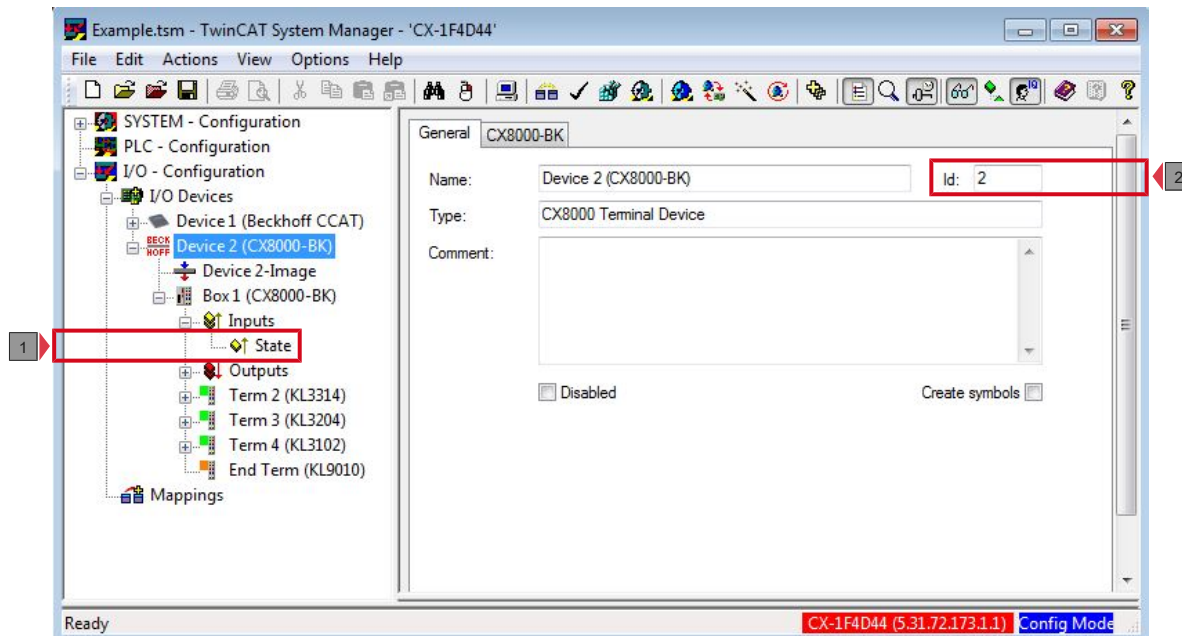 Example.tsm - TwinCAT System Manager - 'CX-1F4D44'
File Edit Actions View Options Help
SYSTEM - Configuration
PLC - Configuration
I/O - Configuration
I/O Devices
Device 1 (Beckhoff CCAT)
BECK
HOFF
Device 2 (CX8000-BK)
Device 2-Image
Box 1 (CX8000-BK)
Inputs
1
State
Outputs
Term 2 (KL3314)
Term 3 (KL3204)
Term 4 (KL3102)
End Term (KL9010)
Mappings
General CX8000-BK
Name: Device 2 (CX8000-BK) Id: 2
2
Type: CX8000 Terminal Device
Comment:
Disabled Create symbols
Ready CX-1F4D44 (5.31.72.173.1.1) Config Mode